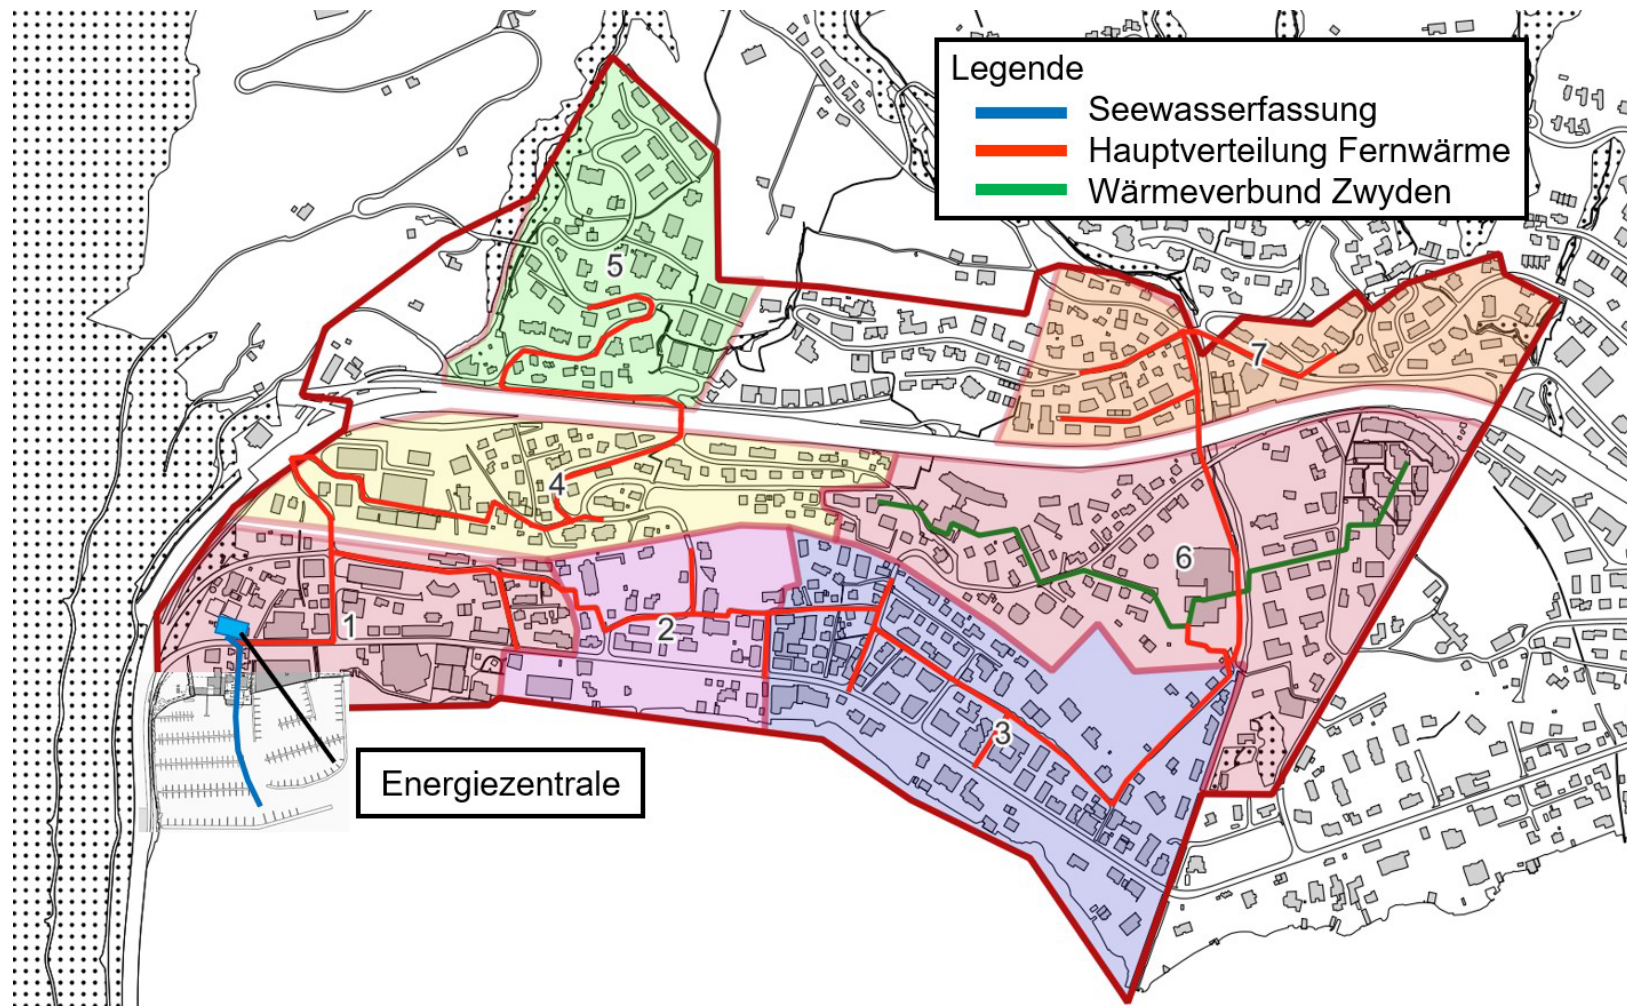 Legende
Seewasserfassung
Hauptverteilung Fernwärme
Wärmeverbund Zwyden
5
7
4
6
1
2
3
Energiezentrale